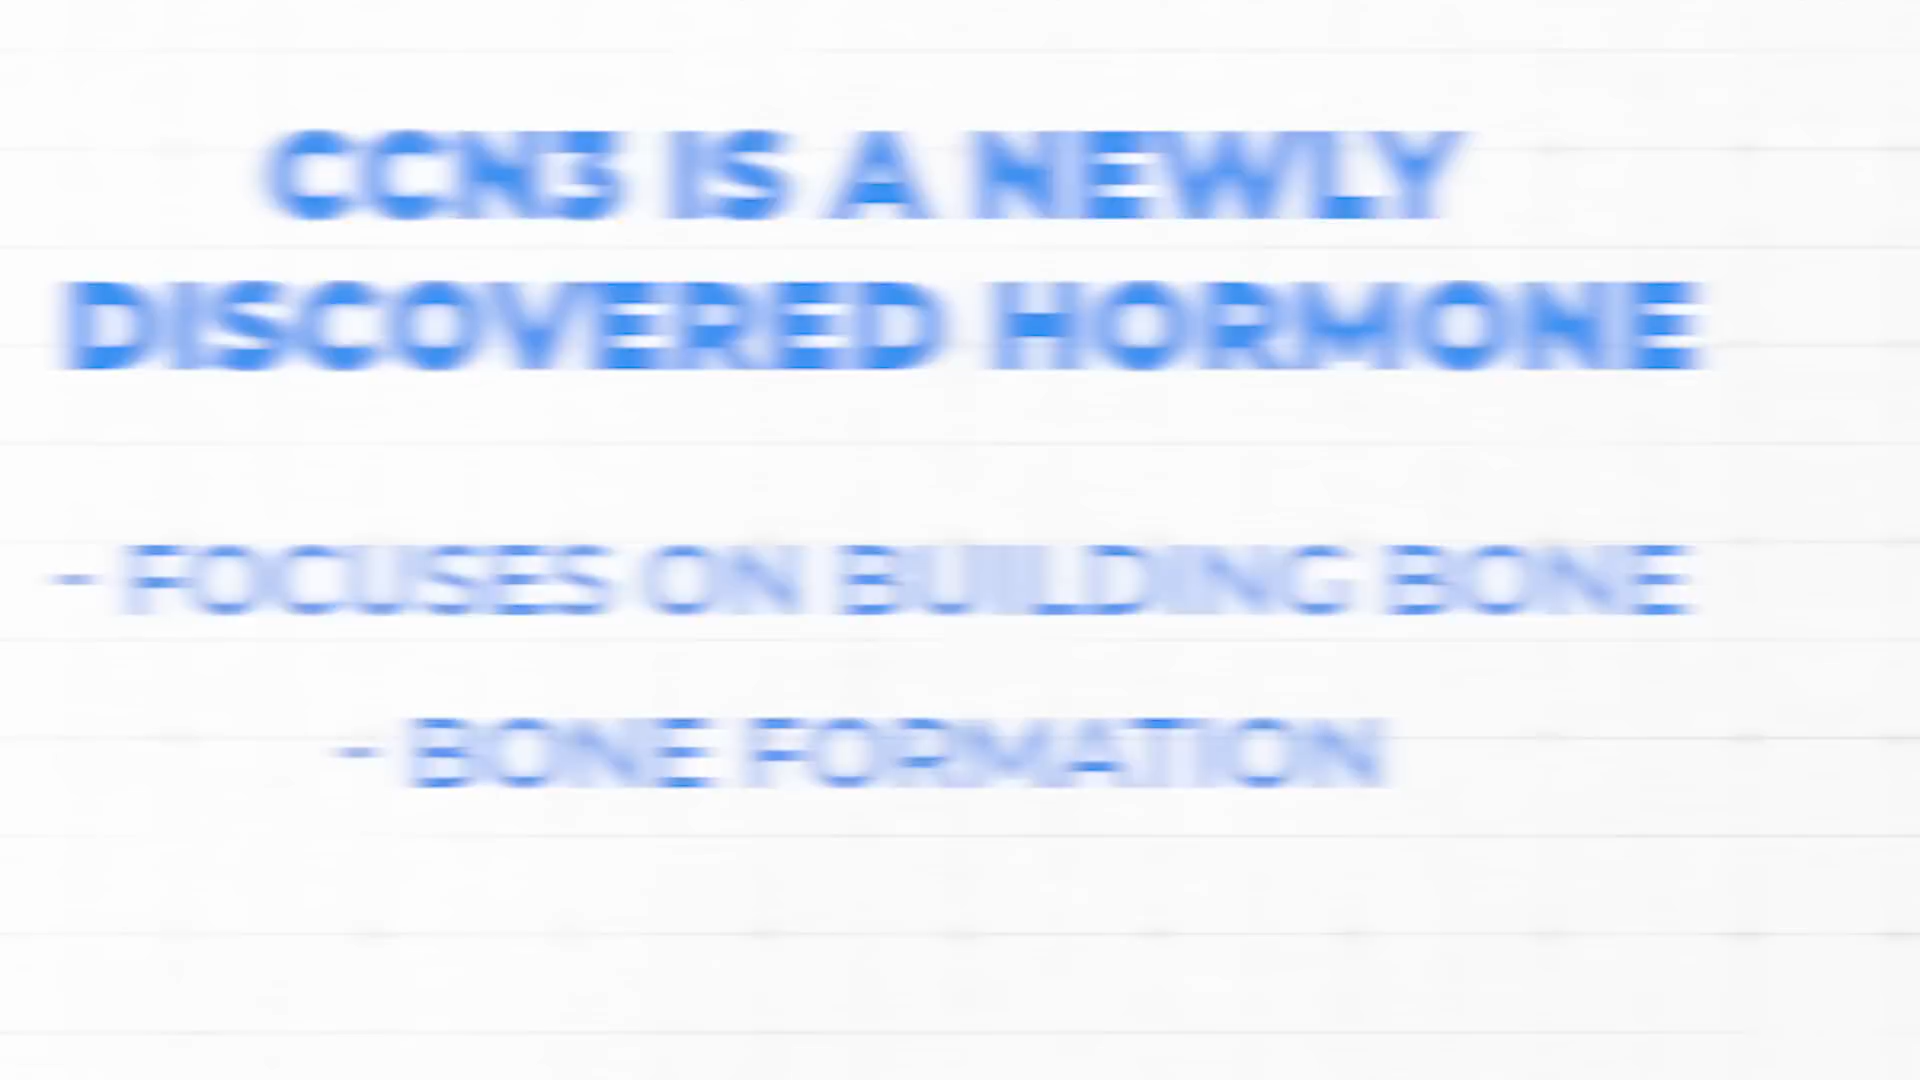 CCN3 IS A NEWLY
DISCOVERED HORMONE
- FOCUSES ON BUILDING BONE
- BONE FORMATION